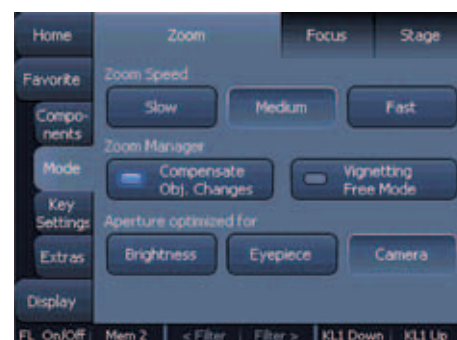 Home
Zoom
Focus
Stage
Favorite
Compo-
nents
Mode
Key
Settings
Extras
Display
Zoom Speed
Slow
Medium
Fast
Zoom Manager
Compensate
Obj. Changes
Vignetting
Free Mode
Aperture optimized for
Brightness
Eyepiece
Camera
FL On/Off
Mem 2
< Filter
Filter >
KL1 Down
KL1 Up